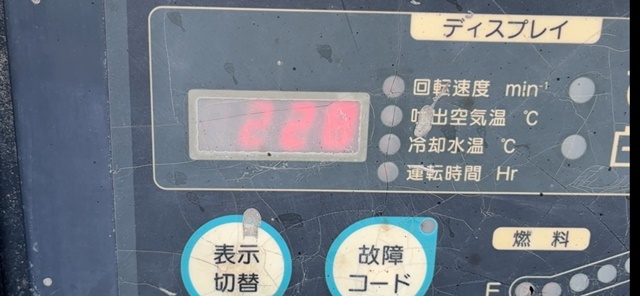 ディスプレイ
回転速度 min⁻¹
吐出空気温 ℃
冷却水温 ℃
運転時間 Hr
表示
切替
故障
コード
燃料